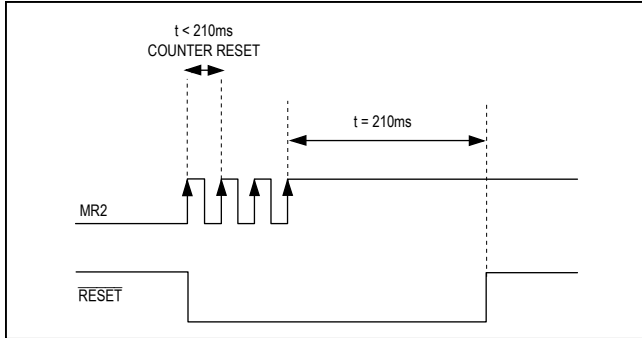 t < 210ms
COUNTER RESET
t = 210ms
MR2
RESET